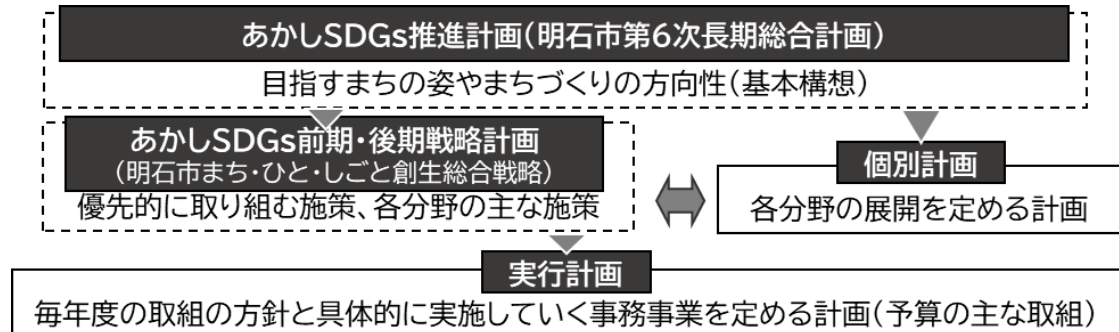 あかしSDGs推進計画(明石市第6次長期総合計画)
目指すまちの姿やまちづくりの方向性(基本構想)
あかしSDGs前期・後期戦略計画
(明石市まち・ひと・しごと創生総合戦略)
優先的に取り組む施策、各分野の主な施策
個別計画
各分野の展開を定める計画
実行計画
毎年度の取組の方針と具体的に実施していく事務事業を定める計画(予算の主な取組)